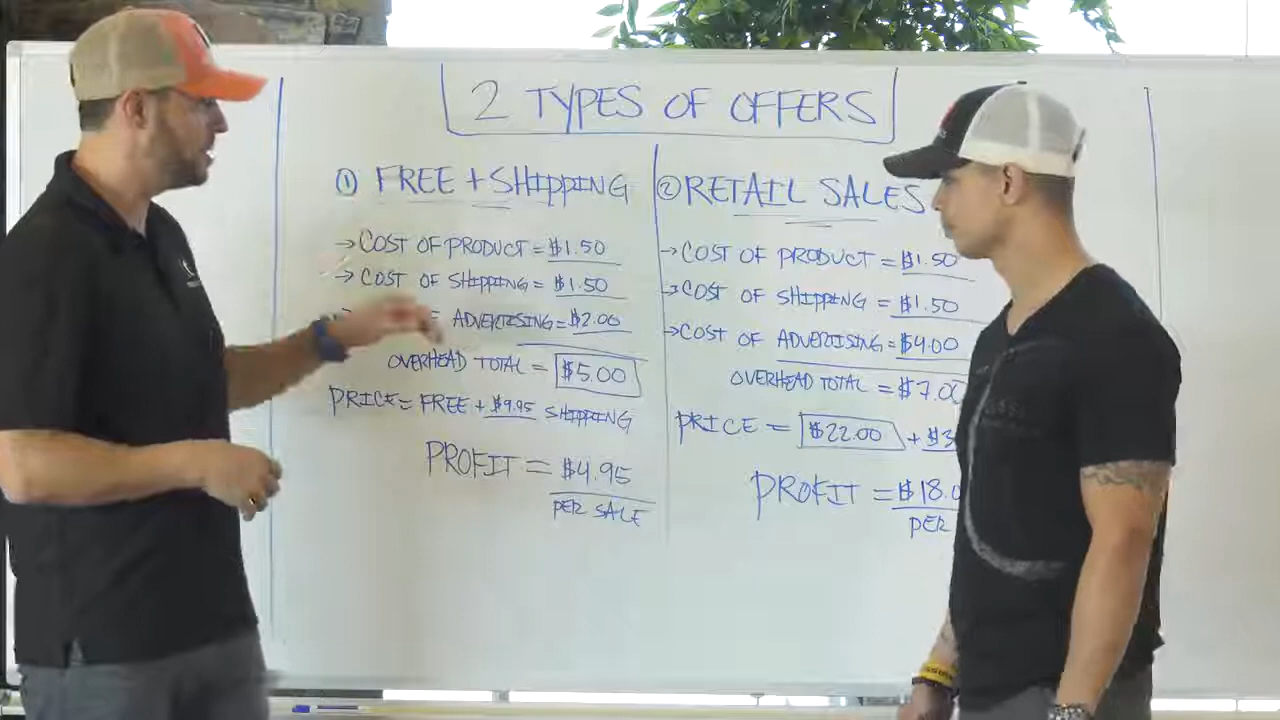 2 TYPES OF OFFERS
① FREE + SHIPPING
→ COST OF PRODUCT = $1.50
→ COST OF SHIPPING = $1.50
ADVERTISING = $2.00
OVERHEAD TOTAL = $5.00
PRICE = FREE + $9.95 SHIPPING
PROFIT = $4.95
PER SALE
② RETAIL SALES
→ COST OF PRODUCT = $1.50
→ COST OF SHIPPING = $1.50
→ COST OF ADVERTISING = $4.00
OVERHEAD TOTAL = $7.0
PRICE = $22.00 + $3
PROFIT = $18.0
PER